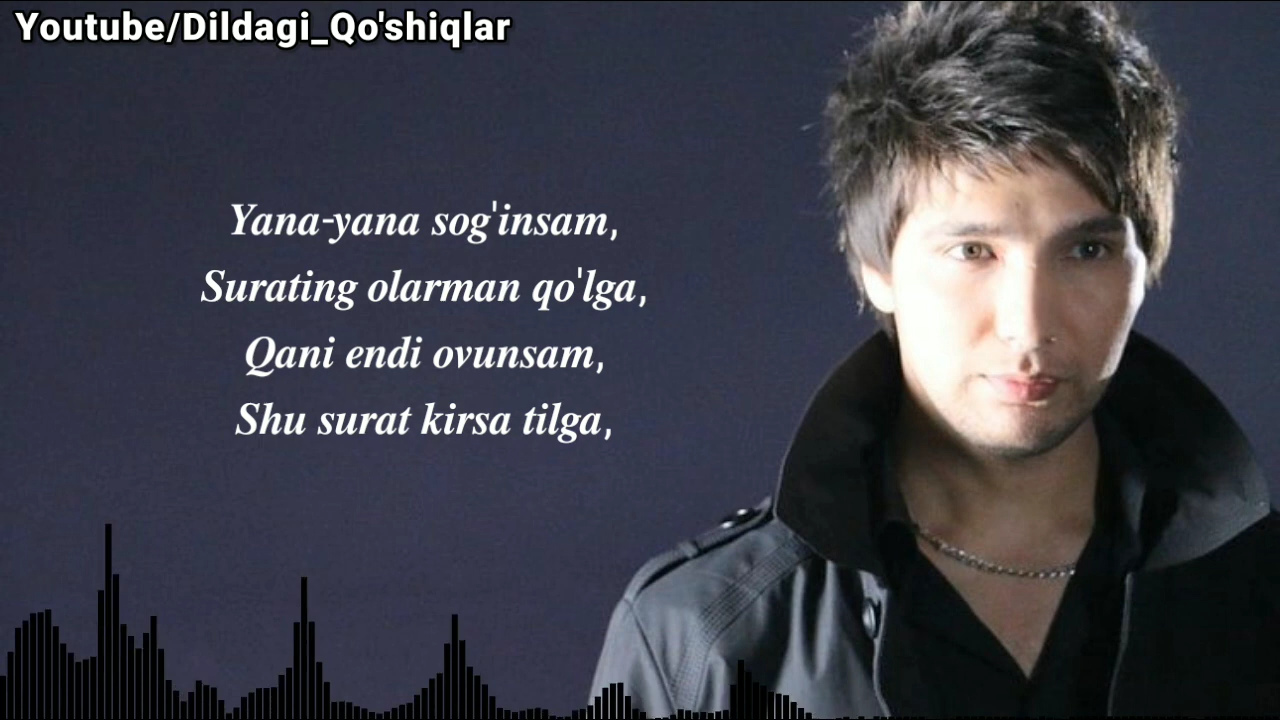 Youtube/Dildagi_Qo'shiqlar
Yana-yana sog'insam,
Surating olarman qo'lga,
Qani endi ovunsam,
Shu surat kirsa tilga,